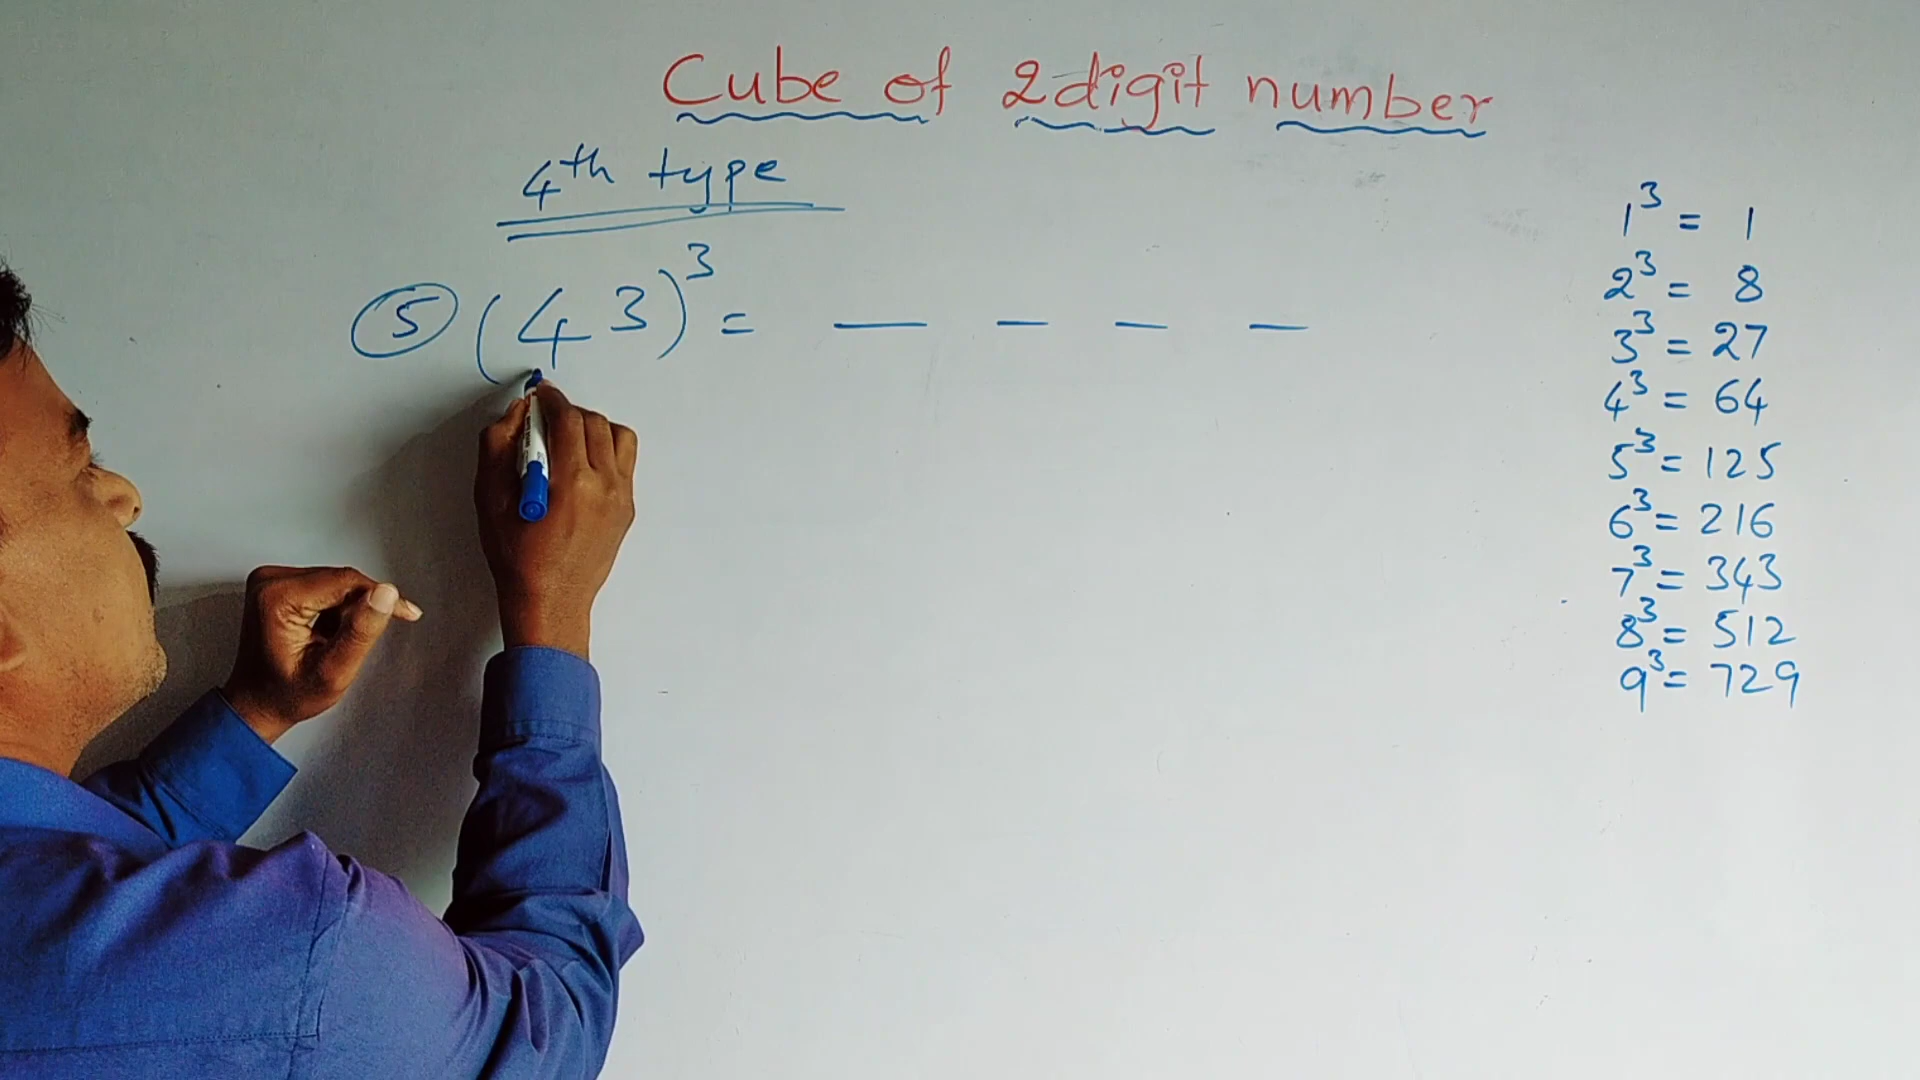 Cube of 2digit number
4th type
⑤ (43)³ = — — — —
1³ = 1
2³ = 8
3³ = 27
4³ = 64
5³ = 125
6³ = 216
7³ = 343
8³ = 512
9³ = 729